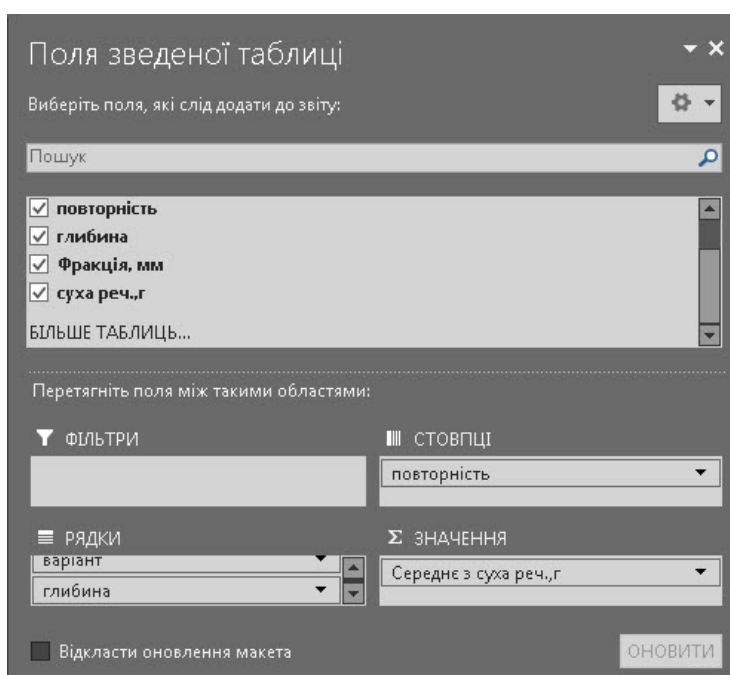 Поля зведеної таблиці
Виберіть поля, які слід додати до звіту:
Пошук
повторність
глибина
Фракція, мм
суха реч.,г
БІЛЬШЕ ТАБЛИЦЬ...
Перетягніть поля між такими областями:
ФІЛЬТРИ
СТОВПЦІ
повторність
РЯДКИ
Σ ЗНАЧЕННЯ
варіант
Середнє з суха реч.,г
глибина
Відкласти оновлення макета
ОНОВИТИ